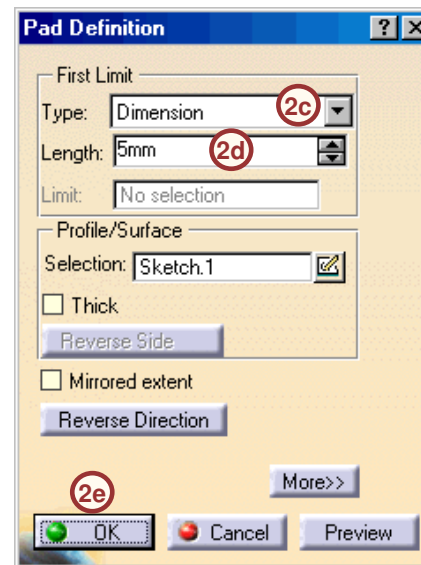 Pad Definition ? X
First Limit
Type: Dimension 2c
Length: 5mm 2d
Limit: No selection
Profile/Surface
Selection: Sketch.1
Thick
Reverse Side
Mirrored extent
Reverse Direction
More>>
2e
OK Cancel Preview